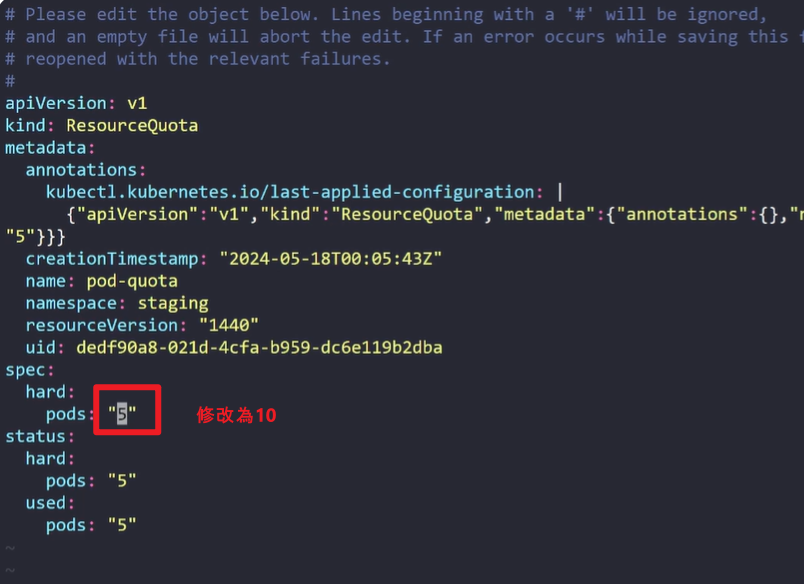 # Please edit the object below. Lines beginning with a '#' will be ignored,
# and an empty file will abort the edit. If an error occurs while saving this
# reopened with the relevant failures.
#
apiVersion: v1
kind: ResourceQuota
metadata:
  annotations:
    kubectl.kubernetes.io/last-applied-configuration: |
      {"apiVersion":"v1","kind":"ResourceQuota","metadata":{"annotations":{},"
"5"}}}
  creationTimestamp: "2024-05-18T00:05:43Z"
  name: pod-quota
  namespace: staging
  resourceVersion: "1440"
  uid: dedf90a8-021d-4cfa-b959-dc6e119b2dba
spec:
  hard:
    pods: "5" 修改為10
status:
  hard:
    pods: "5"
  used:
    pods: "5"
~
~